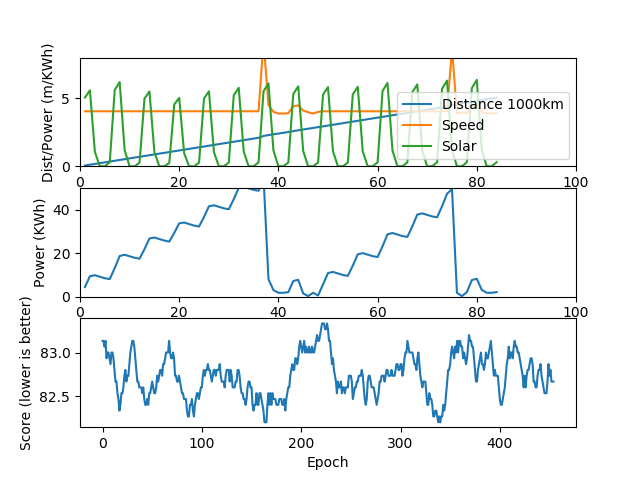 Dist/Power (m/KWh)
5
0
Distance 1000km
Speed
Solar
0 20 40 60 80 100
Power (KWh)
40
20
0
0 20 40 60 80 100
Score (lower is better)
83.0
82.5
0 100 200 300 400
Epoch